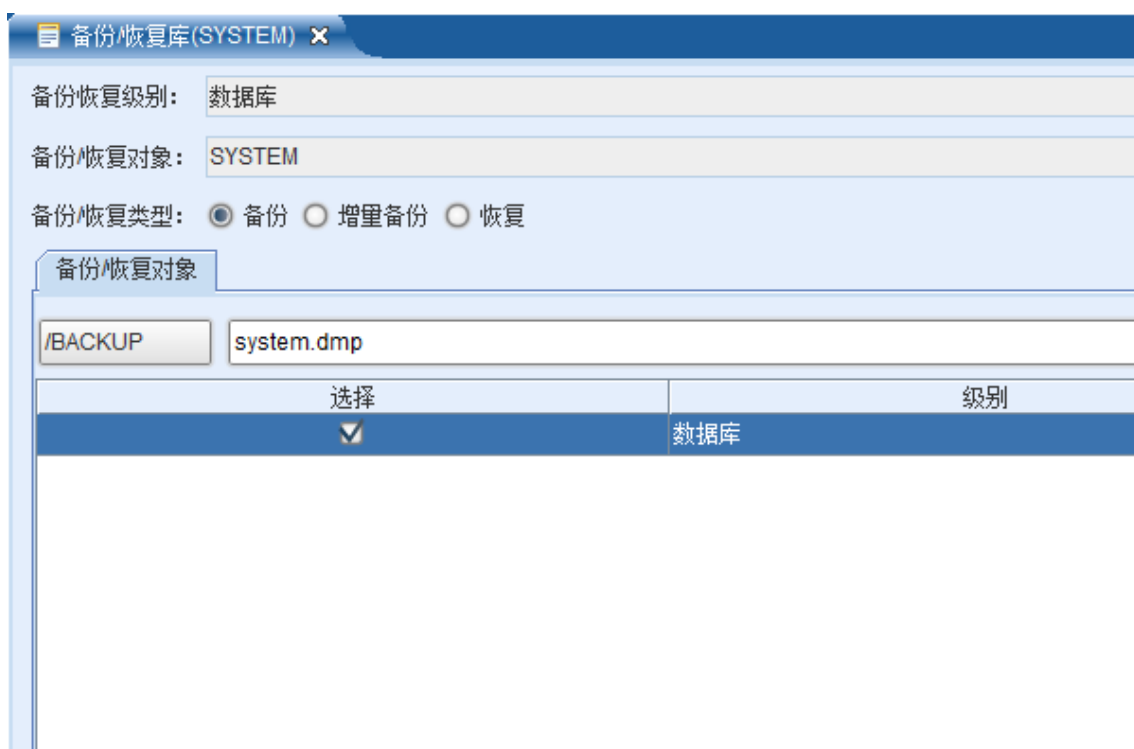 备份/恢复库(SYSTEM)
备份恢复级别： 数据库
备份/恢复对象： SYSTEM
备份/恢复类型： 备份 增量备份 恢复
备份/恢复对象
/BACKUP system.dmp
选择 级别
数据库